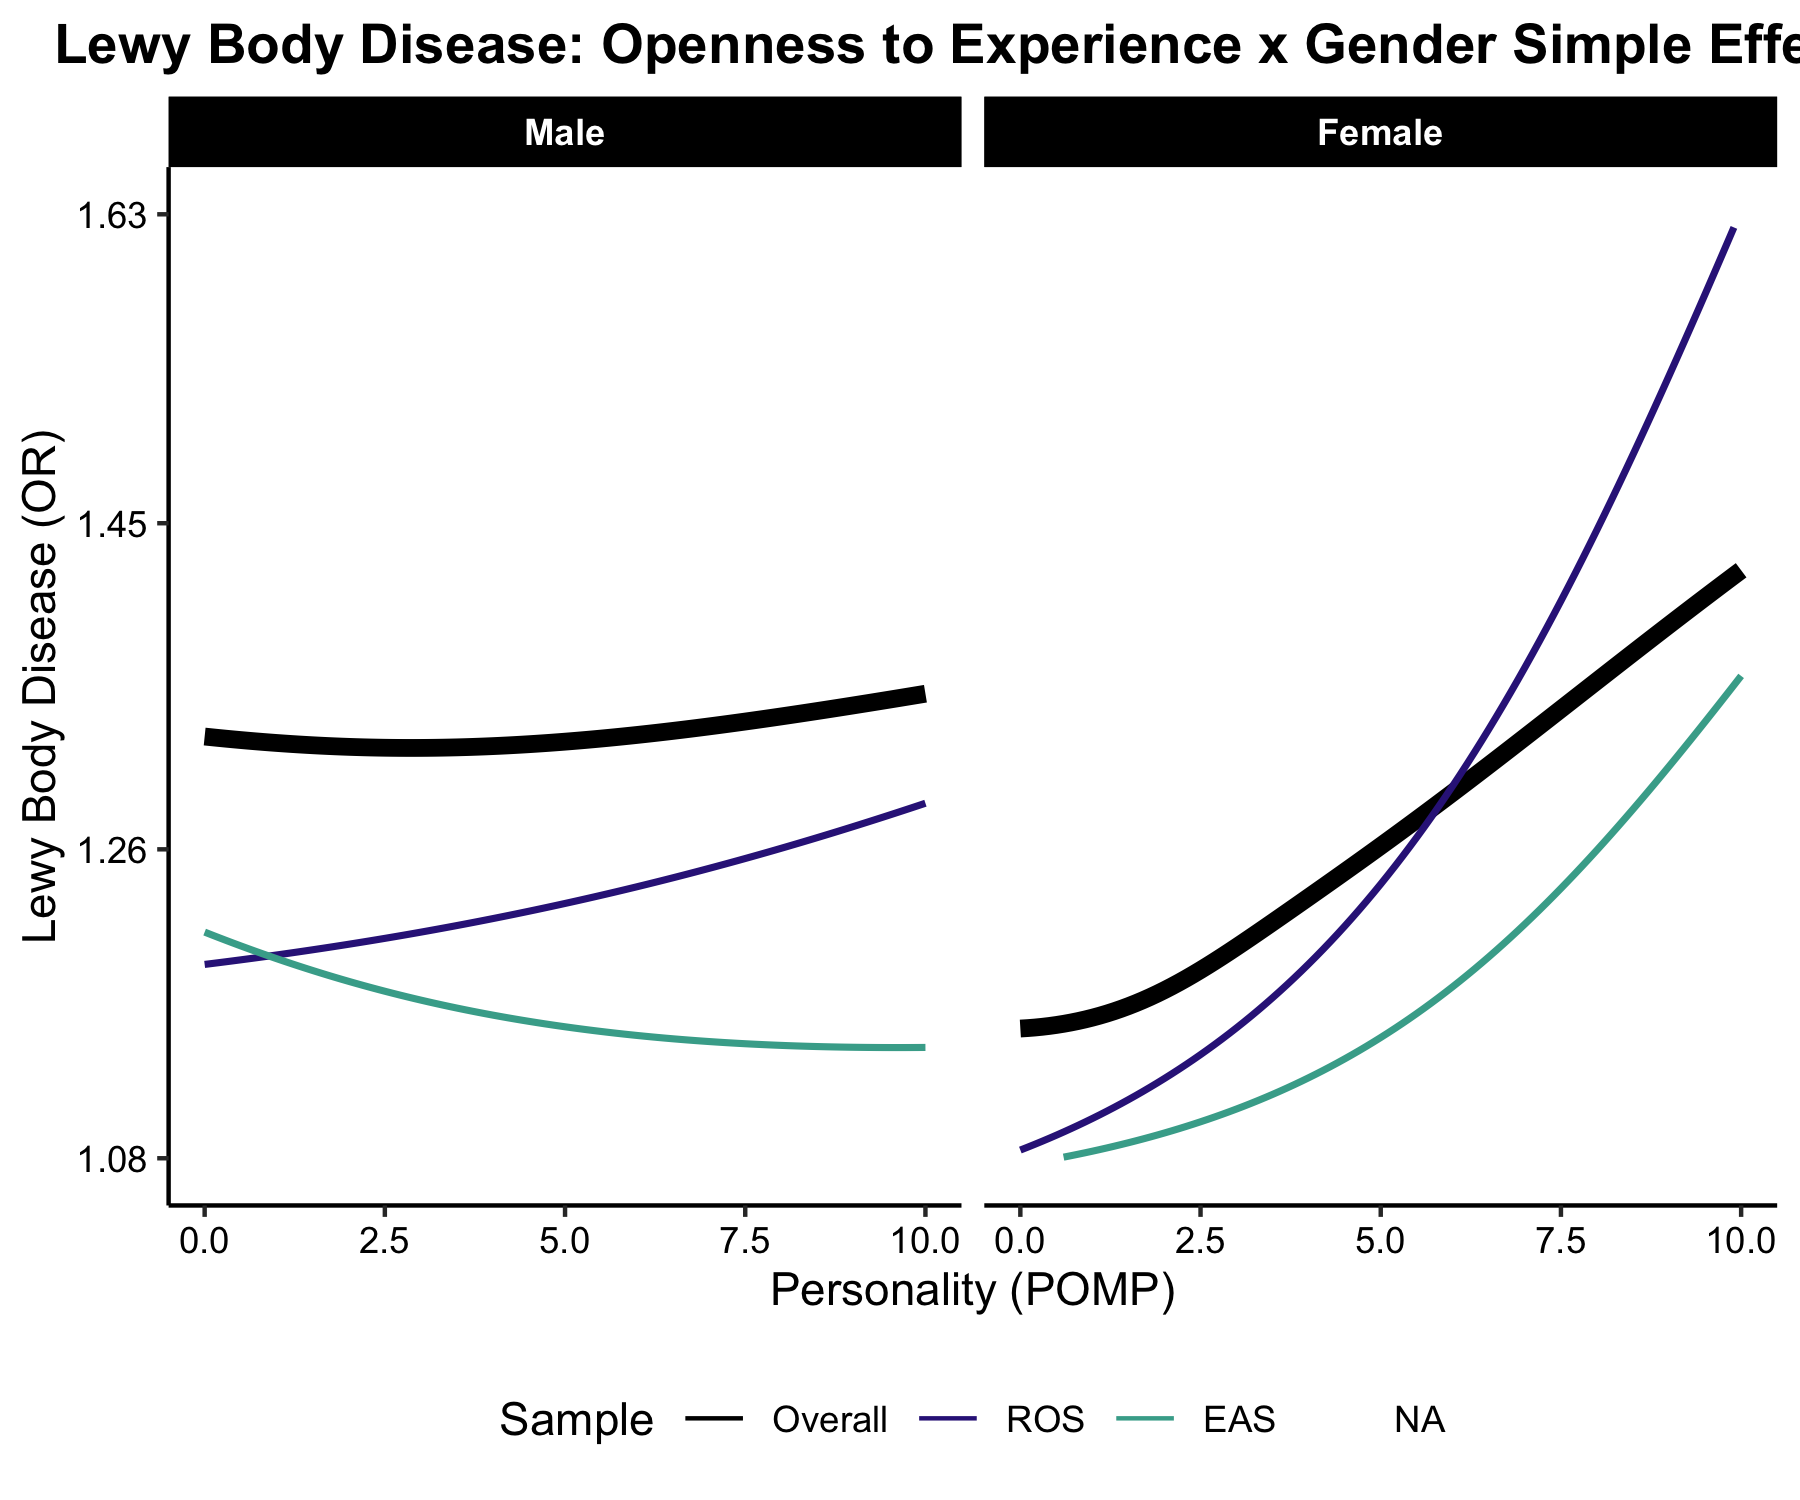 Lewy Body Disease: Openness to Experience x Gender Simple Effe
Male
Female
Lewy Body Disease (OR)
1.63
1.45
1.26
1.08
0.0 2.5 5.0 7.5 10.0
0.0 2.5 5.0 7.5 10.0
Personality (POMP)
Sample Overall ROS EAS NA